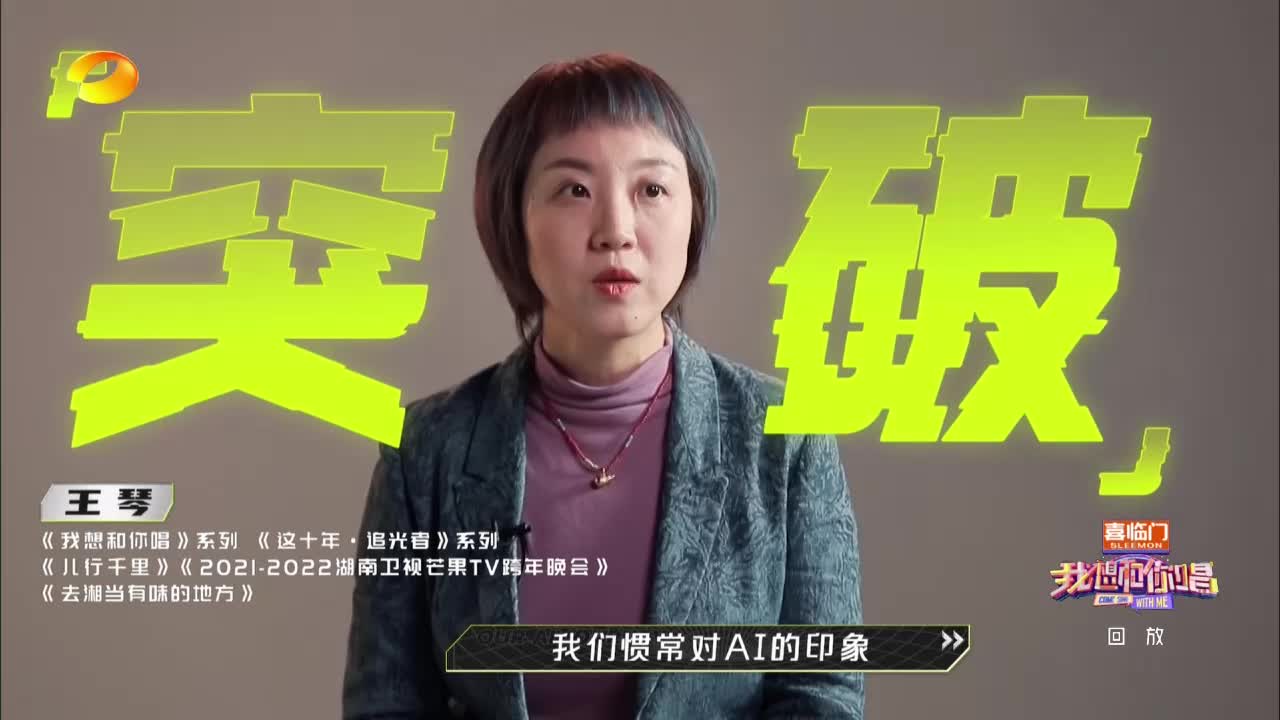 「突破」
王琴
《我想和你唱》系列 《这十年·追光者》系列
《儿行千里》《2021-2022湖南卫视芒果TV跨年晚会》
《去湘当有味的地方》
喜临门
SLEEMON
我想和你唱
COME SING
WITH ME
回放
我们惯常对AI的印象